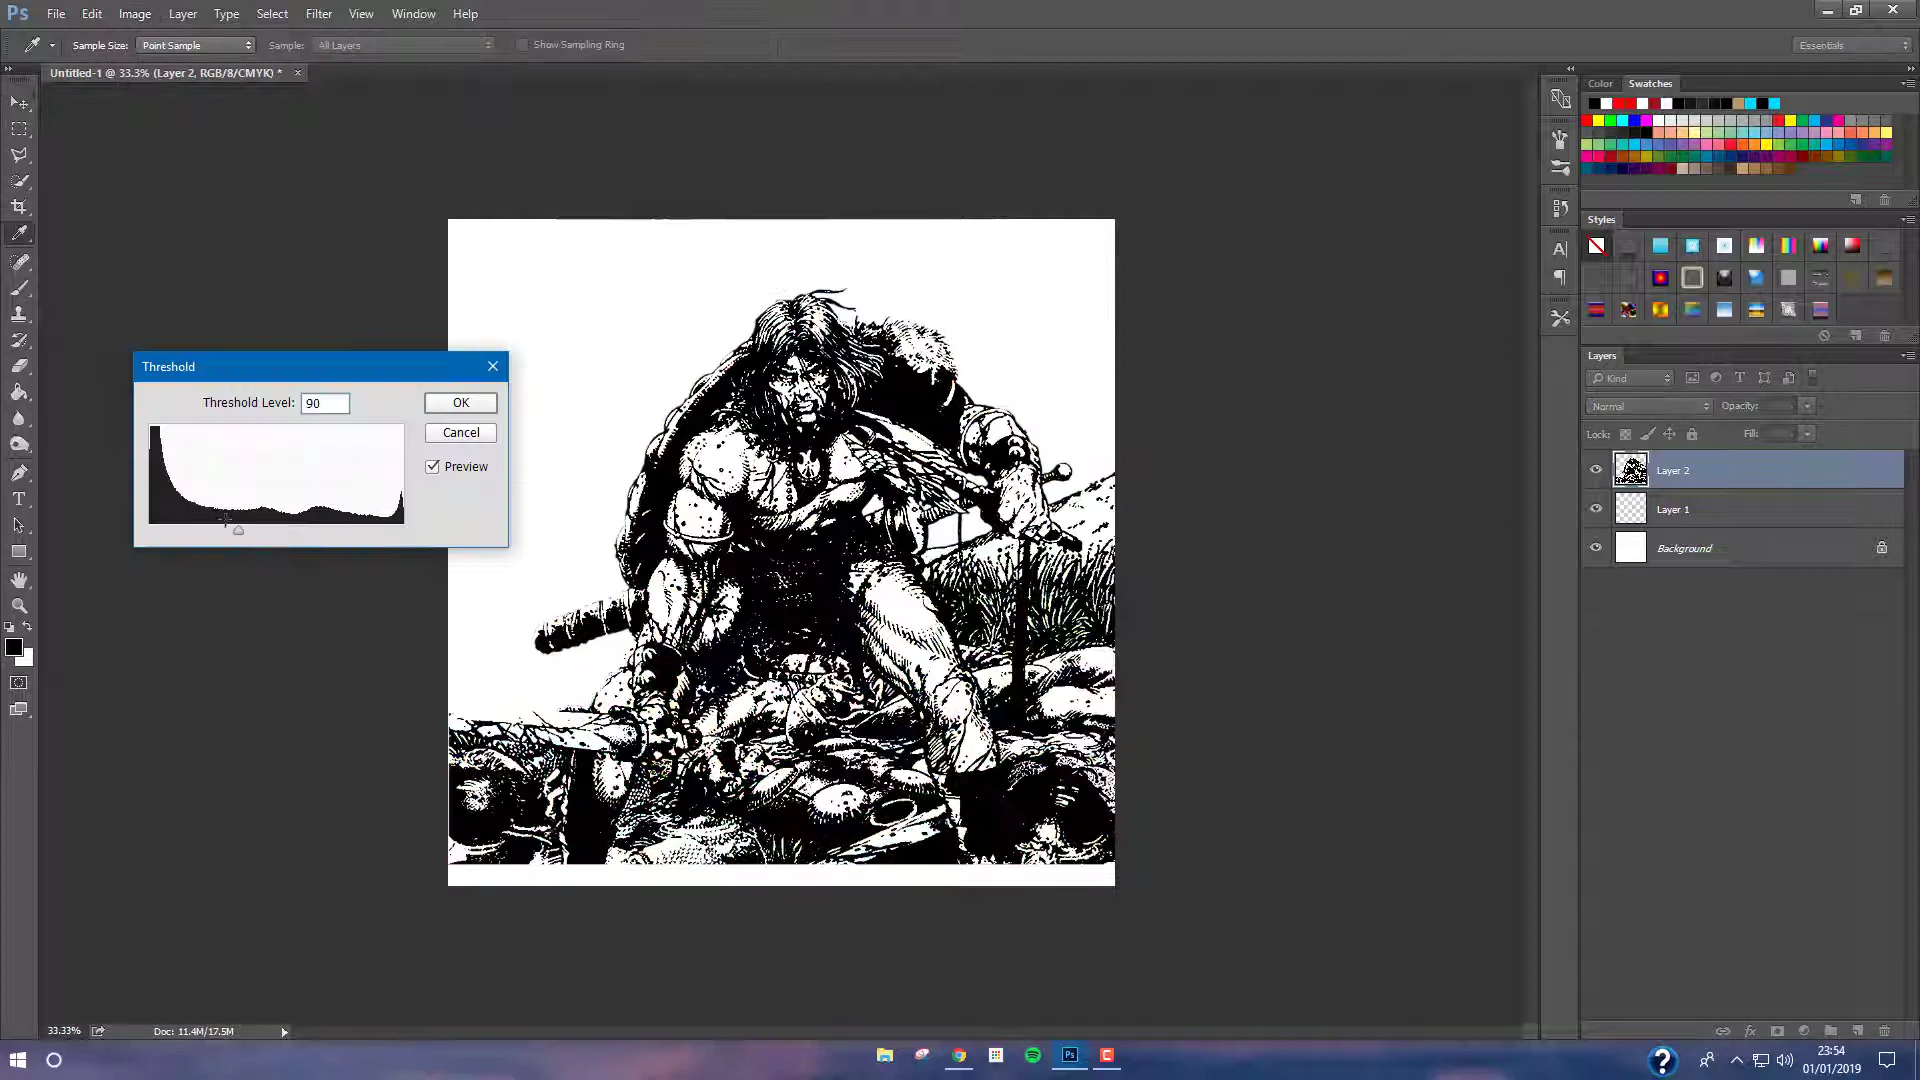 Ps File Edit Image Layer Type Select Filter View Window Help
Sample Size: Point Sample Sample: All Layers Show Sampling Ring Essentials
Untitled-1 @ 33.3% (Layer 2, RGB/8/CMYK) * ×
Color Swatches
Styles
Threshold
Threshold Level: 90 OK
Cancel
Preview
Layers
Kind
Normal Opacity:
Lock: Fill:
Layer 2
Layer 1
Background
33.33% Doc: 11.4M/17.5M
Ps
23:54
01/01/2019